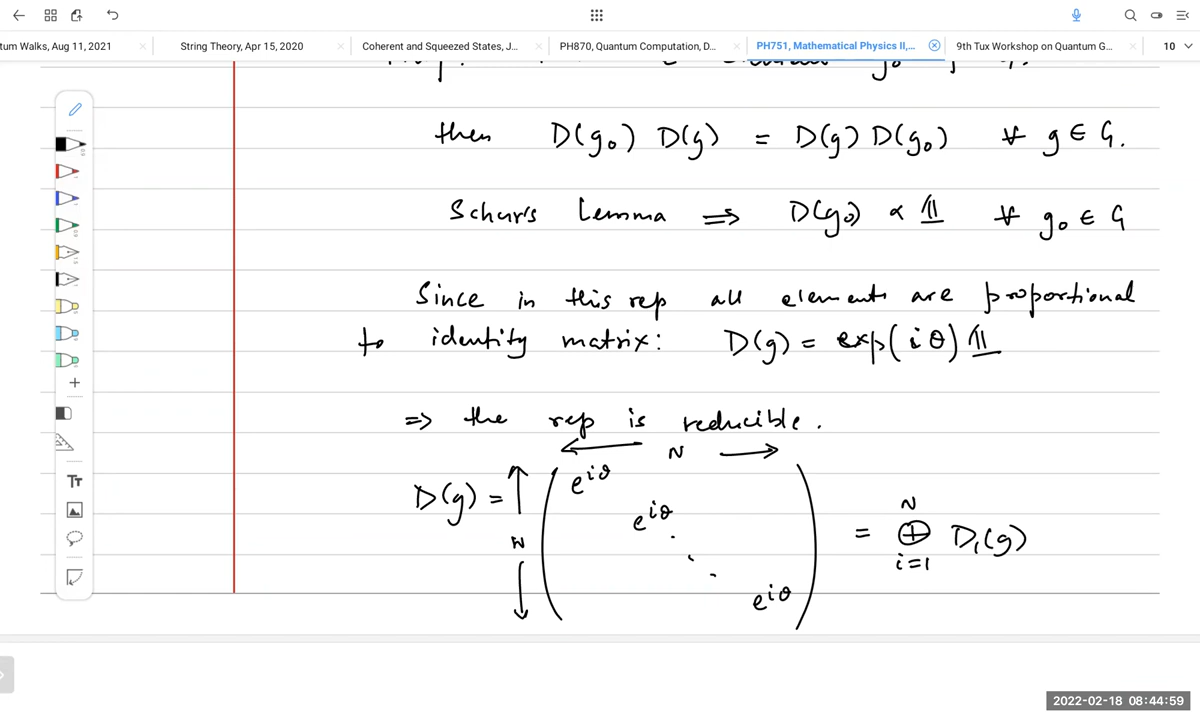 tum Walks, Aug 11, 2021
String Theory, Apr 15, 2020
Coherent and Squeezed States, J...
PH870, Quantum Computation, D...
PH751, Mathematical Physics II,...
9th Tux Workshop on Quantum G...
10
then D(g₀) D(g) = D(g) D(g₀) ∀ g ∈ G.
Schur's Lemma ⟹ D(g₀) ∝ 𝟙 ∀ g₀ ∈ G
Since in this rep all elements are proportional
to identity matrix: D(g) = exp(iθ) 𝟙
⇒ the rep is reducible.
← N →
D(g) = ↑ N ↓ ( e^{iθ} e^{iθ} ⋱ e^{iθ} ) = ⊕_{i=1}^{N} D₁(g)
Tт
2022-02-18 08:44:59